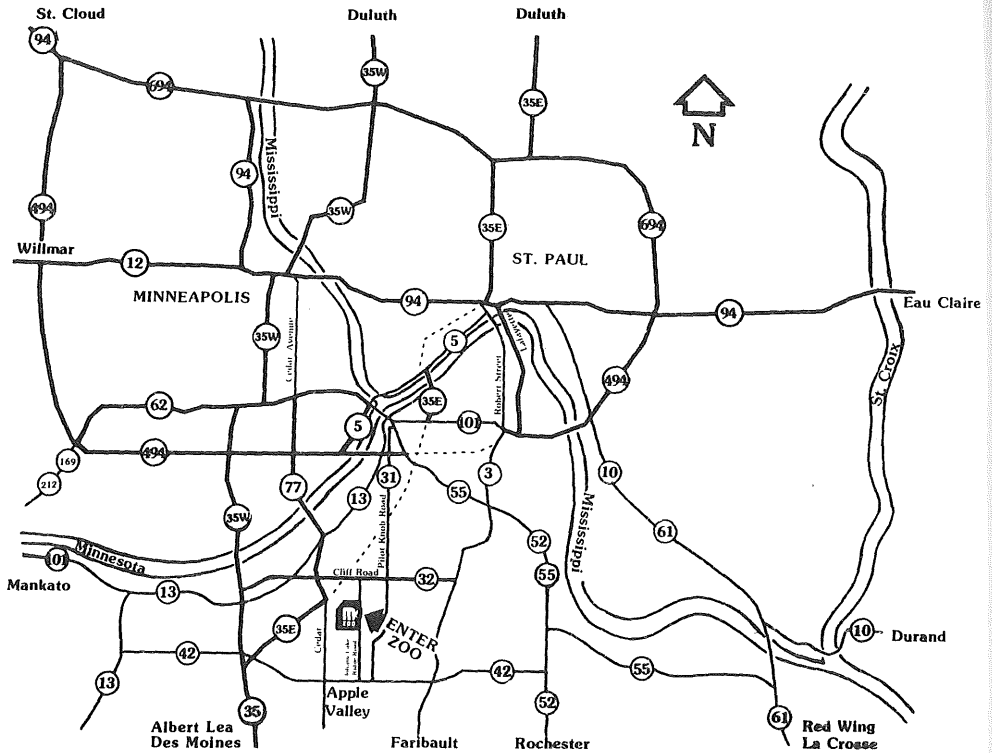 St. Cloud
Duluth
Duluth
94
35W
694
35E
N
Mississippi
94
494
35W
35E
694
Willmar
12
ST. PAUL
MINNEAPOLIS
94
94
Eau Claire
35W
Cedar Avenue
5
Lafayette
St. Croix
494
Robert Street
62
35E
5
101
169
494
212
77
13
31
3
10
55
Pilot Knob Road
35W
Mississippi
61
52
Minnesota
101
Mankato
13
Cliff Road
32
55
35E
ENTER
ZOO
Cedar
10
Durand
42
13
42
55
Apple
Valley
35
52
61
Albert Lea
Des Moines
Faribault
Rochester
Red Wing
La Crosse